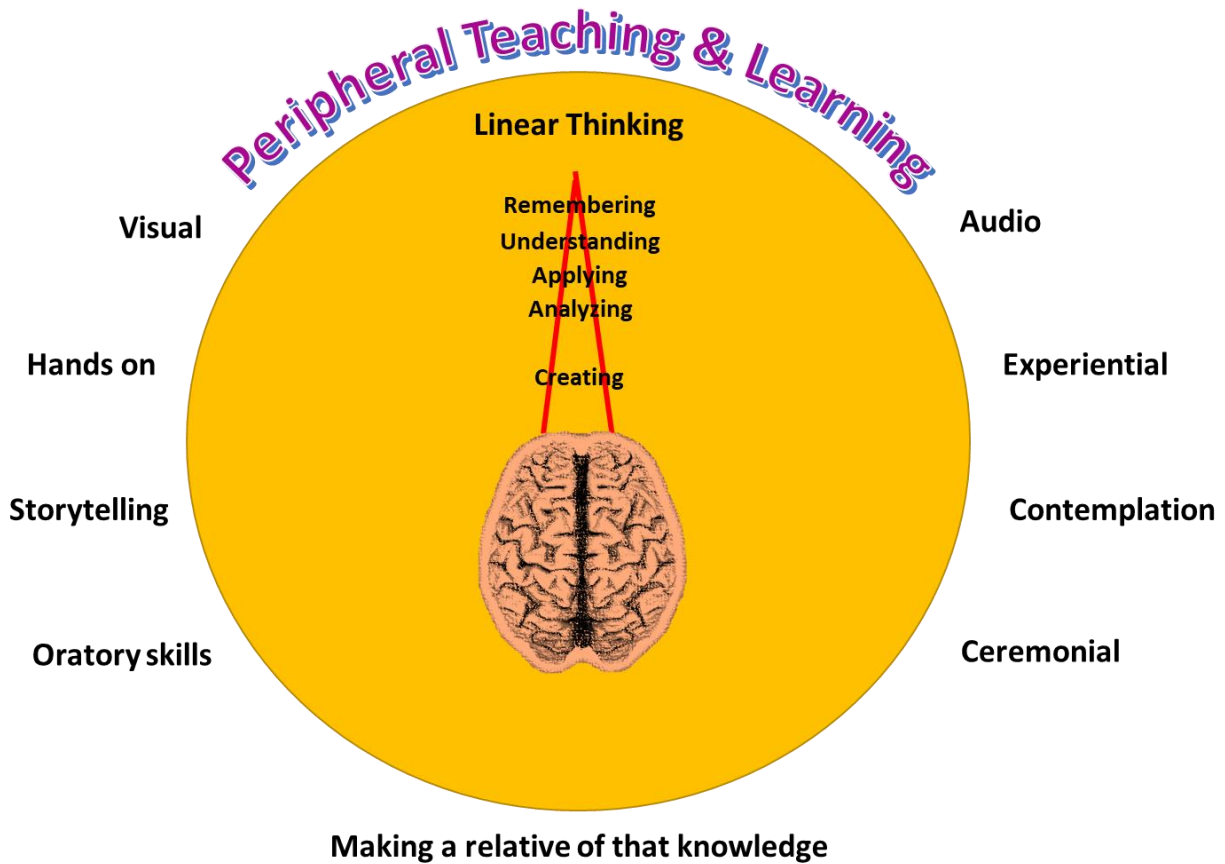 Peripheral Teaching & Learning
Linear Thinking
Remembering
Understanding
Applying
Analyzing
Creating
Visual
Audio
Hands on
Experiential
Storytelling
Contemplation
Oratory skills
Ceremonial
Making a relative of that knowledge